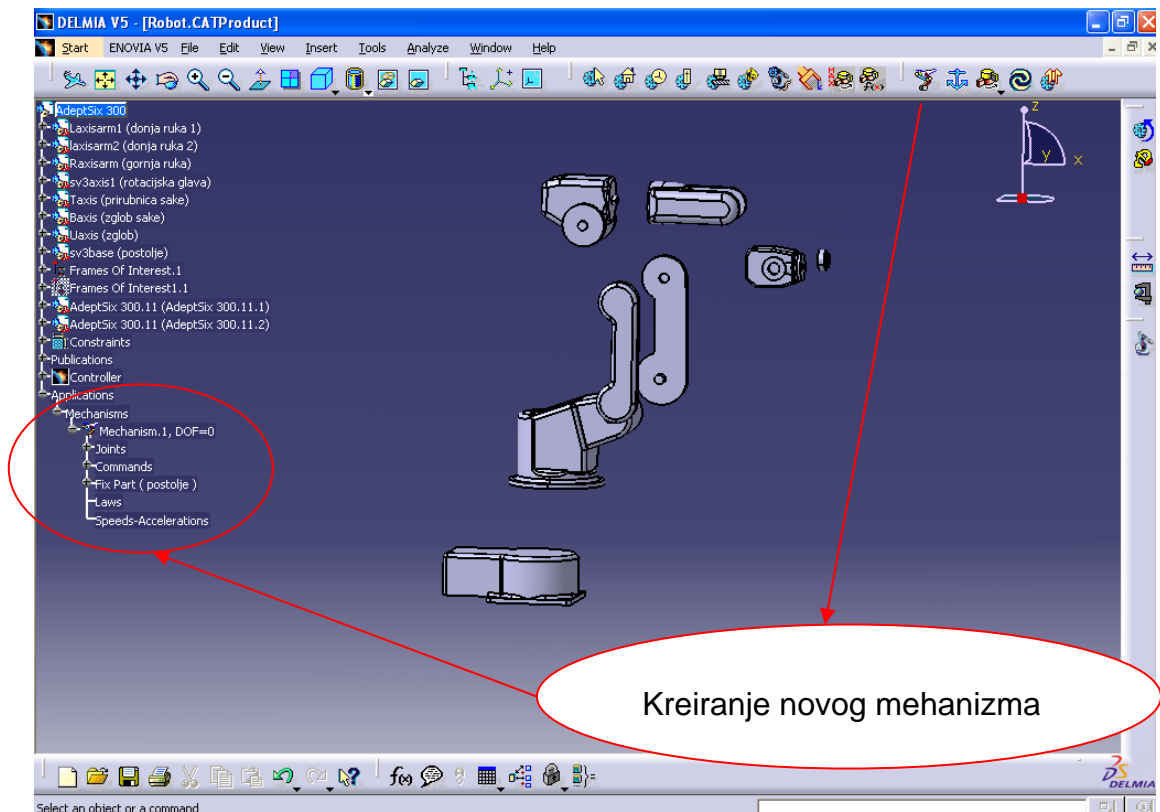 DELMIA V5 - [Robot.CATProduct]
Start ENOVIA V5 File Edit View Insert Tools Analyze Window Help
AdeptSix 300
Laxisarm1 (donja ruka 1)
laxisarm2 (donja ruka 2)
Raxisarm (gornja ruka)
sv3axis1 (rotacijska glava)
Taxis (prirubnica sake)
Baxis (zglob sake)
Uaxis (zglob)
sv3base (postolje)
Frames Of Interest.1
Frames Of Interest1.1
AdeptSix 300.11 (AdeptSix 300.11.1)
AdeptSix 300.11 (AdeptSix 300.11.2)
Constraints
Publications
Controller
Applications
Mechanisms
Mechanism.1, DOF=0
Joints
Commands
Fix Part ( postolje )
Laws
Speeds-Accelerations
z
y x
Kreiranje novog mehanizma
f(x)
DELMIA
Select an object or a command